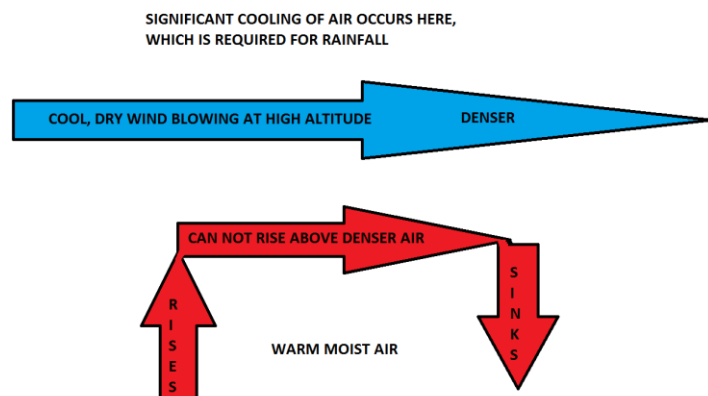 SIGNIFICANT COOLING OF AIR OCCURS HERE,
WHICH IS REQUIRED FOR RAINFALL
COOL, DRY WIND BLOWING AT HIGH ALTITUDE
DENSER
CAN NOT RISE ABOVE DENSER AIR
RISES
SINKS
WARM MOIST AIR